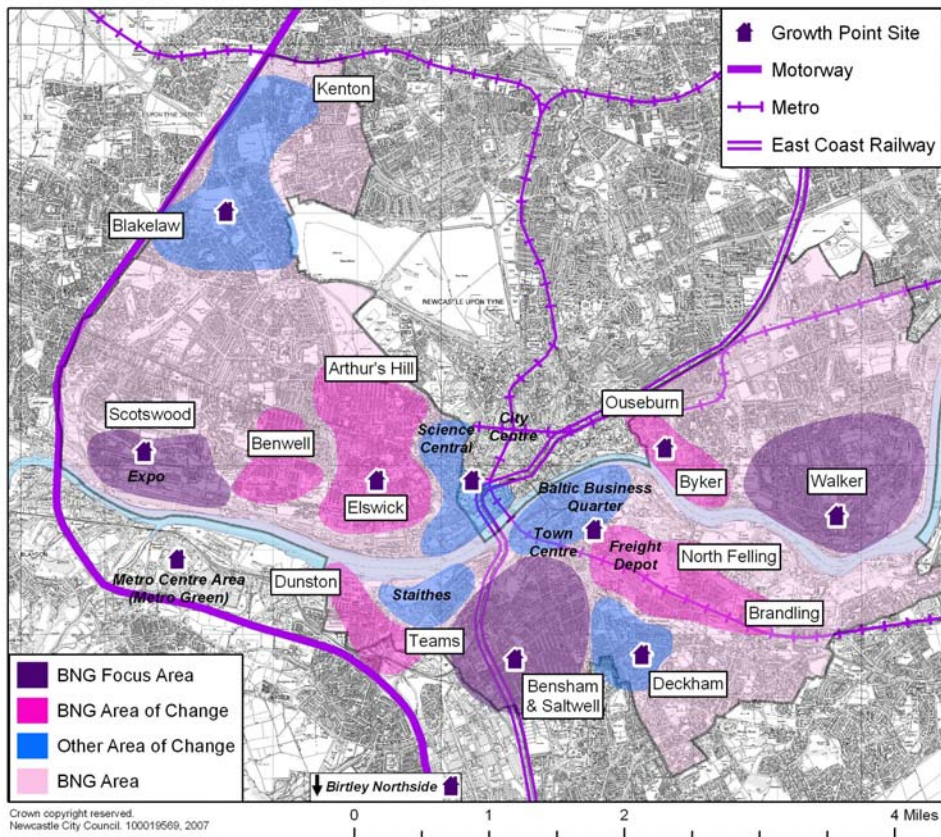 Growth Point Site
Motorway
Metro
East Coast Railway
Kenton
Blakelaw
NEWCASTLE UPON TYNE
Arthur's Hill
Scotswood
Science
Central
City
Centre
Ouseburn
Benwell
Expo
Elswick
Baltic Business
Quarter
Byker
Walker
Town
Centre
Freight
Depot
North Felling
Metro Centre Area
(Metro Green)
Dunston
Staithes
Brandling
Teams
Bensham
& Saltwell
Deckham
BNG Focus Area
BNG Area of Change
Other Area of Change
BNG Area
Birtley Northside
Crown copyright reserved.
Newcastle City Council. 100019569, 2007
0 1 2 4 Miles